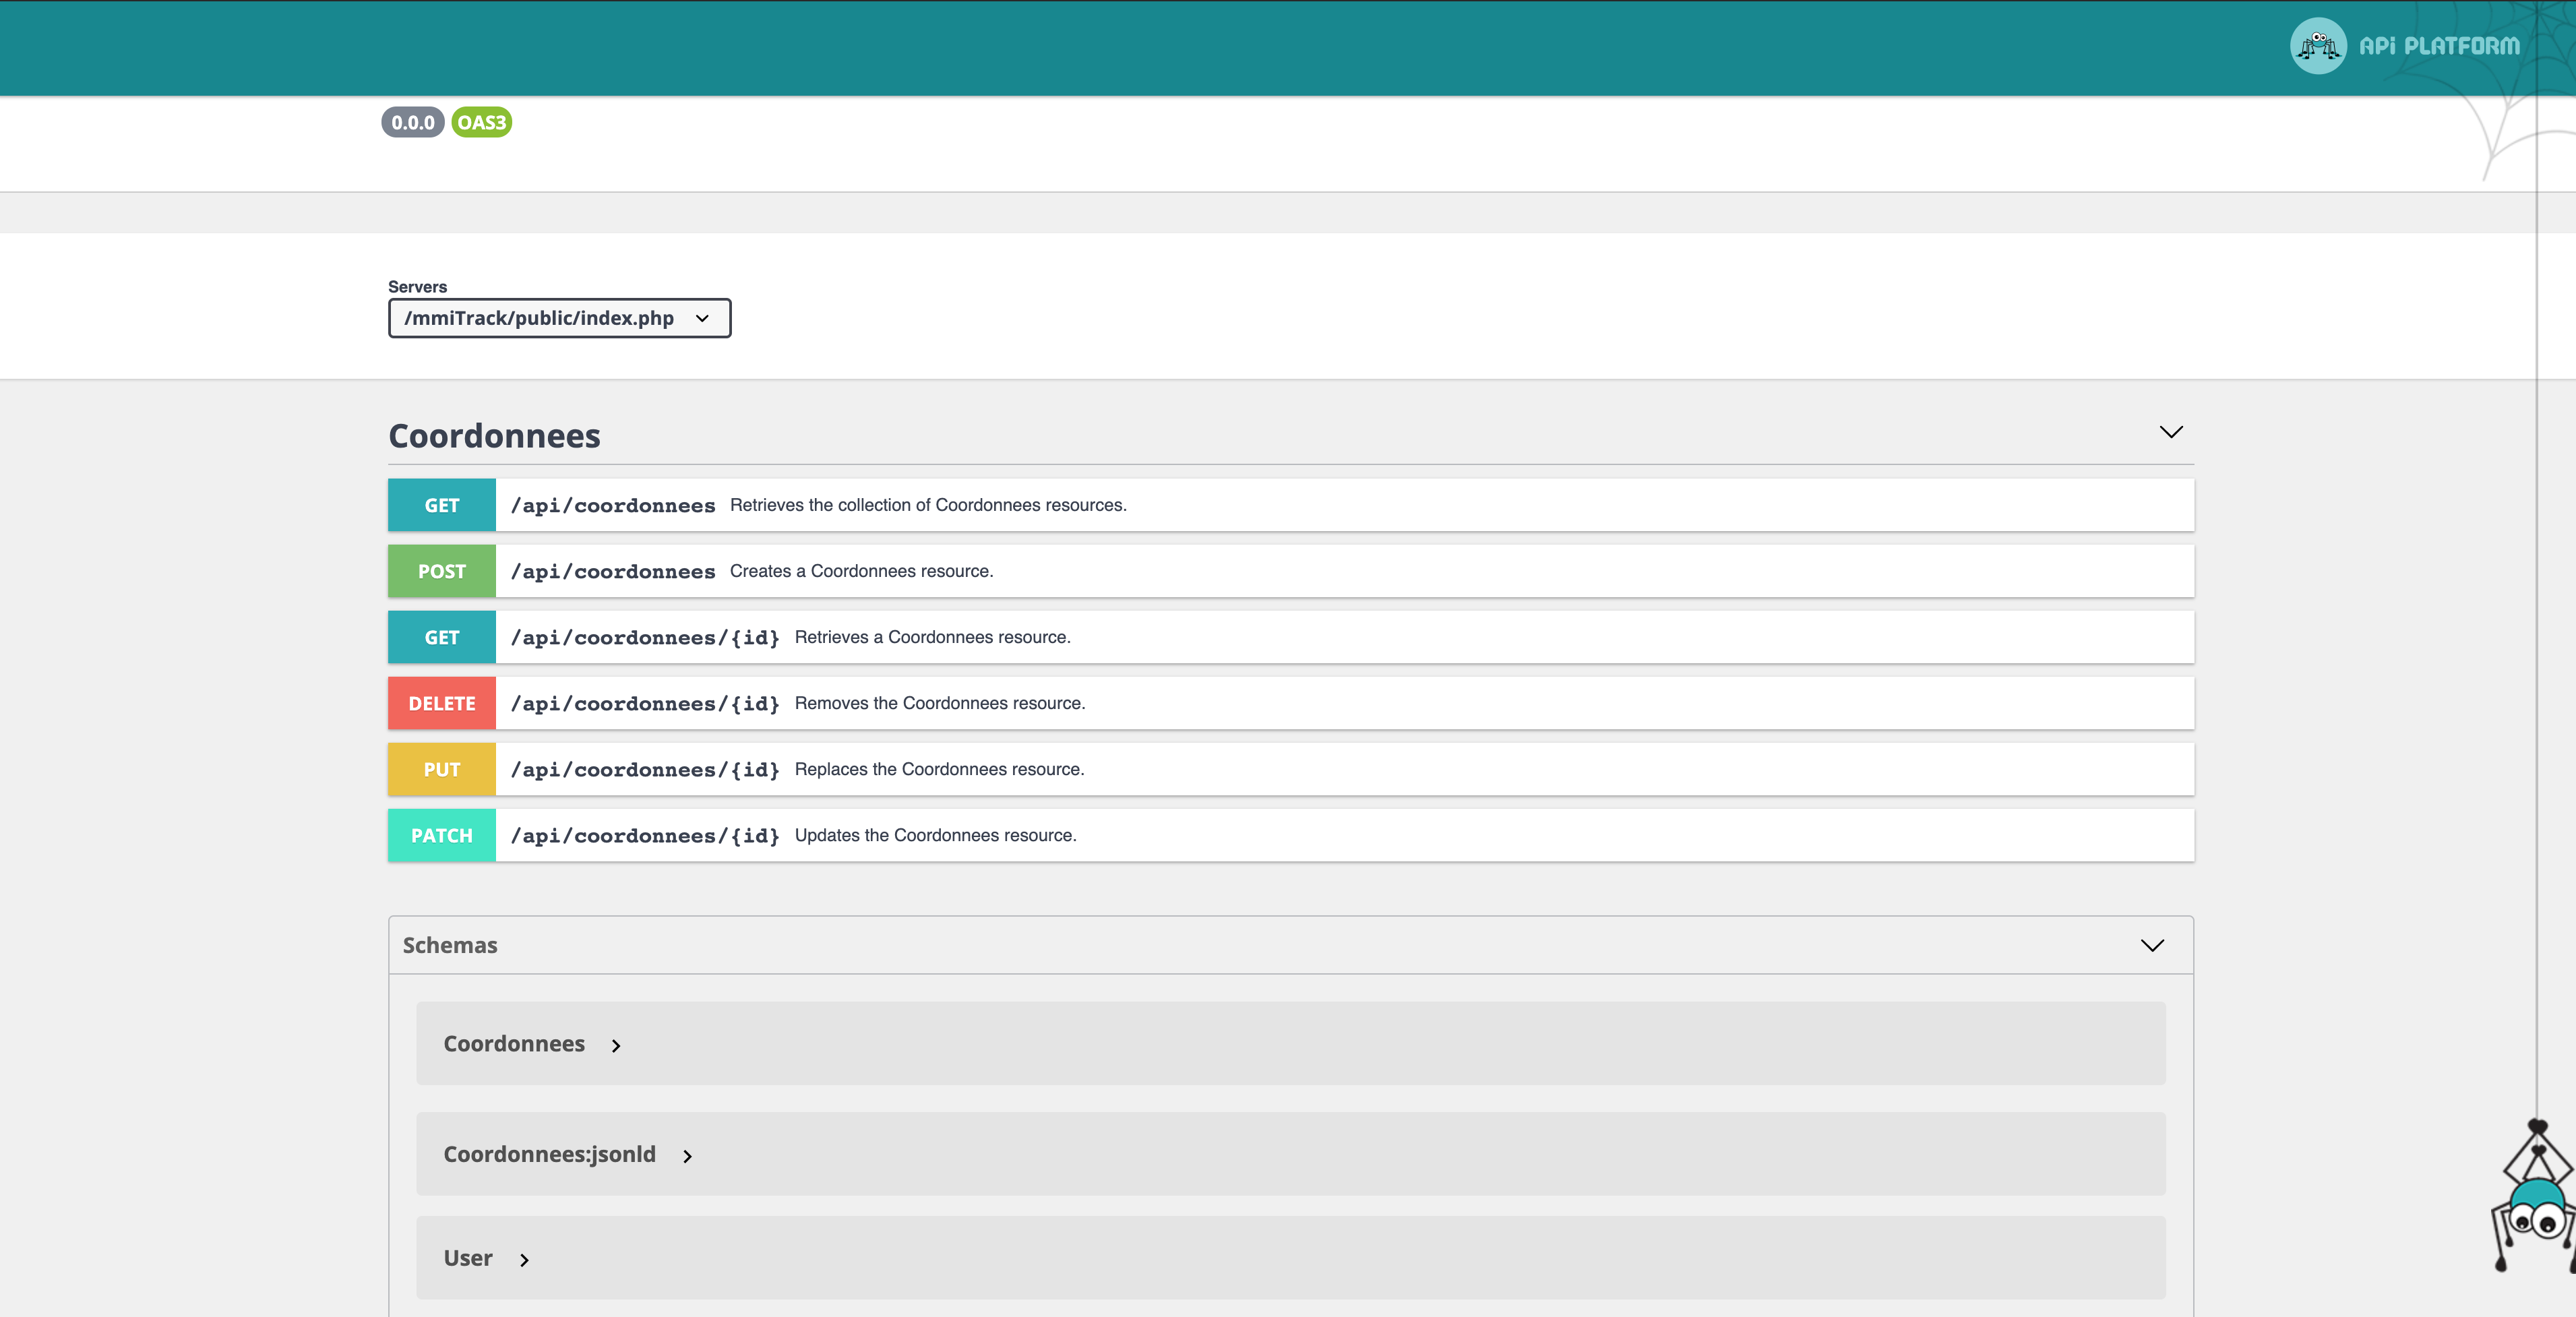 API PLATFORM
0.0.0 OAS3
Servers
/mmiTrack/public/index.php
Coordonnees
GET /api/coordonnees Retrieves the collection of Coordonnees resources.
POST /api/coordonnees Creates a Coordonnees resource.
GET /api/coordonnees/{id} Retrieves a Coordonnees resource.
DELETE /api/coordonnees/{id} Removes the Coordonnees resource.
PUT /api/coordonnees/{id} Replaces the Coordonnees resource.
PATCH /api/coordonnees/{id} Updates the Coordonnees resource.
Schemas
Coordonnees
Coordonnees:jsonld
User